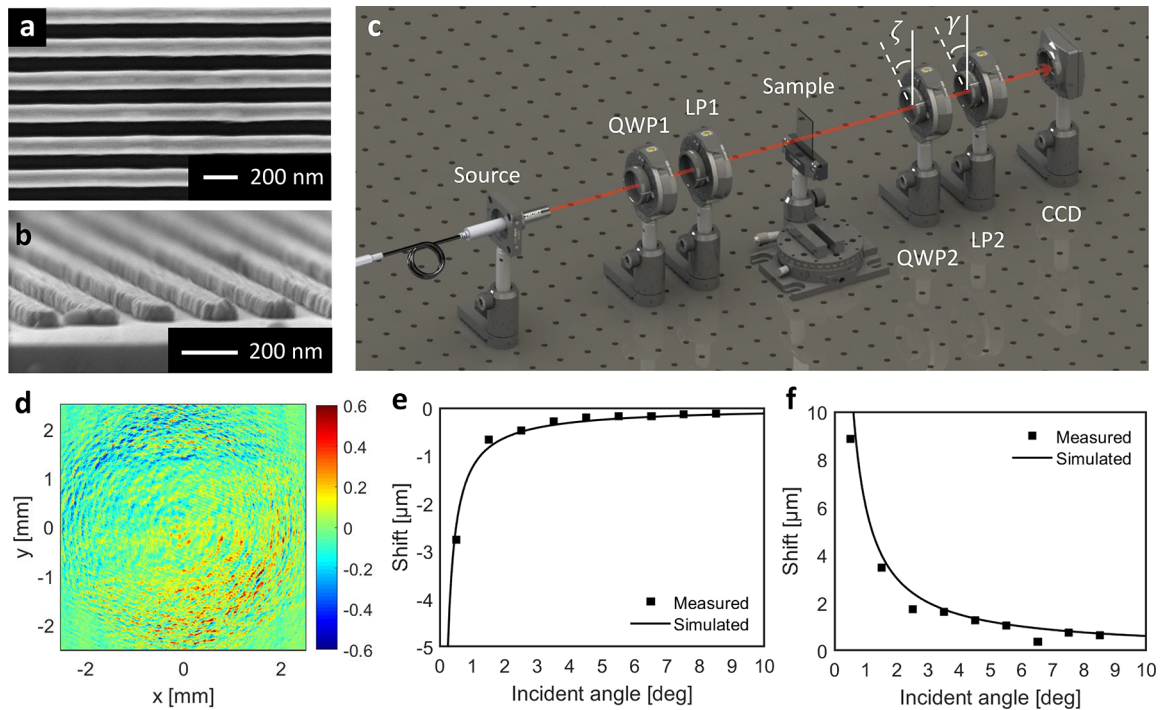 a
200 nm
b
200 nm
c
Source
QWP1
LP1
Sample
ζ
γ
QWP2
LP2
CCD
d
2
1
0
-1
-2
y [mm]
-2
0
2
x [mm]
0.6
0.4
0.2
0
-0.2
-0.4
-0.6
e
0
-1
-2
-3
-4
-5
Shift [μm]
Measured
Simulated
0 1 2 3 4 5 6 7 8 9 10
Incident angle [deg]
f
10
8
6
4
2
0
Shift [μm]
Measured
Simulated
0 1 2 3 4 5 6 7 8 9 10
Incident angle [deg]